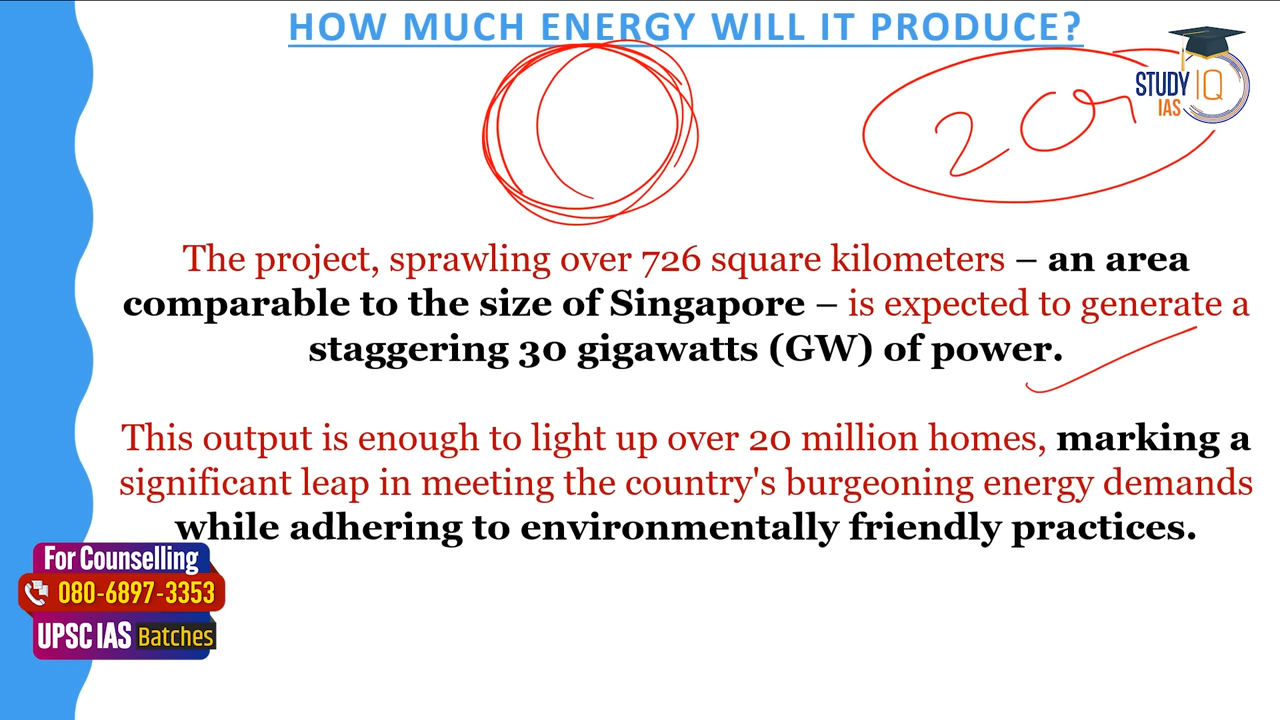 HOW MUCH ENERGY WILL IT PRODUCE?
STUDY IQ
IAS
The project, sprawling over 726 square kilometers – an area
comparable to the size of Singapore – is expected to generate a
staggering 30 gigawatts (GW) of power.
This output is enough to light up over 20 million homes, marking a
significant leap in meeting the country's burgeoning energy demands
while adhering to environmentally friendly practices.
For Counselling
080-6897-3353
UPSC IAS Batches